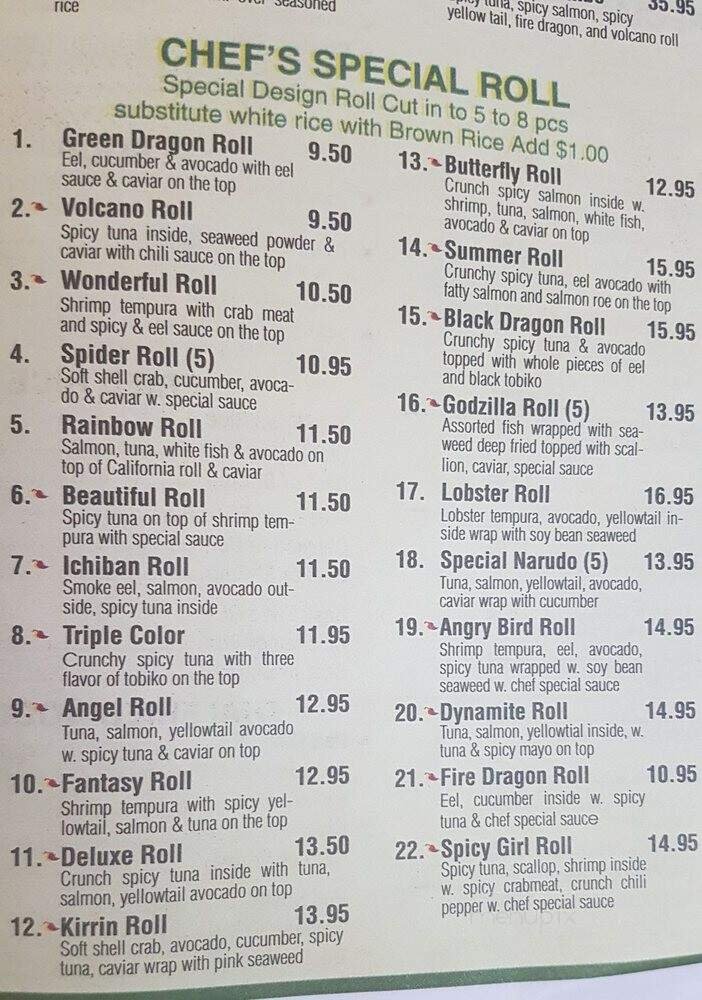 rice
seasoned
35.95
spicy tuna, spicy salmon, spicy
yellow tail, fire dragon, and volcano roll
CHEF'S SPECIAL ROLL
Special Design Roll Cut in to 5 to 8 pcs
substitute white rice with Brown Rice Add $1.00
1. Green Dragon Roll 9.50
Eel, cucumber & avocado with eel
sauce & caviar on the top
2. Volcano Roll 9.50
Spicy tuna inside, seaweed powder &
caviar with chili sauce on the top
3. Wonderful Roll 10.50
Shrimp tempura with crab meat
and spicy & eel sauce on the top
4. Spider Roll (5) 10.95
Soft shell crab, cucumber, avoca-
do & caviar w. special sauce
5. Rainbow Roll 11.50
Salmon, tuna, white fish & avocado on
top of California roll & caviar
6. Beautiful Roll 11.50
Spicy tuna on top of shrimp tem-
pura with special sauce
7. Ichiban Roll 11.50
Smoke eel, salmon, avocado out-
side, spicy tuna inside
8. Triple Color 11.95
Crunchy spicy tuna with three
flavor of tobiko on the top
9. Angel Roll 12.95
Tuna, salmon, yellowtail avocado
w. spicy tuna & caviar on top
10. Fantasy Roll 12.95
Shrimp tempura with spicy yel-
lowtail, salmon & tuna on the top
11. Deluxe Roll 13.50
Crunch spicy tuna inside with tuna,
salmon, yellowtail avocado on top
12. Kirrin Roll 13.95
Soft shell crab, avocado, cucumber, spicy
tuna, caviar wrap with pink seaweed
13. Butterfly Roll 12.95
Crunch spicy salmon inside w.
shrimp, tuna, salmon, white fish,
avocado & caviar on top
14. Summer Roll 15.95
Crunchy spicy tuna, eel avocado with
fatty salmon and salmon roe on the top
15. Black Dragon Roll 15.95
Crunchy spicy tuna & avocado
topped with whole pieces of eel
and black tobiko
16. Godzilla Roll (5) 13.95
Assorted fish wrapped with sea-
weed deep fried topped with scal-
lion, caviar, special sauce
17. Lobster Roll 16.95
Lobster tempura, avocado, yellowtail in-
side wrap with soy bean seaweed
18. Special Narudo (5) 13.95
Tuna, salmon, yellowtail, avocado,
caviar wrap with cucumber
19. Angry Bird Roll 14.95
Shrimp tempura, eel, avocado,
spicy tuna wrapped w. soy bean
seaweed w. chef special sauce
20. Dynamite Roll 14.95
Tuna, salmon, yellowtial inside, w.
tuna & spicy mayo on top
21. Fire Dragon Roll 10.95
Eel, cucumber inside w. spicy
tuna & chef special sauce
22. Spicy Girl Roll 14.95
Spicy tuna, scallop, shrimp inside
w. spicy crabmeat, crunch chili
pepper w. chef special sauce